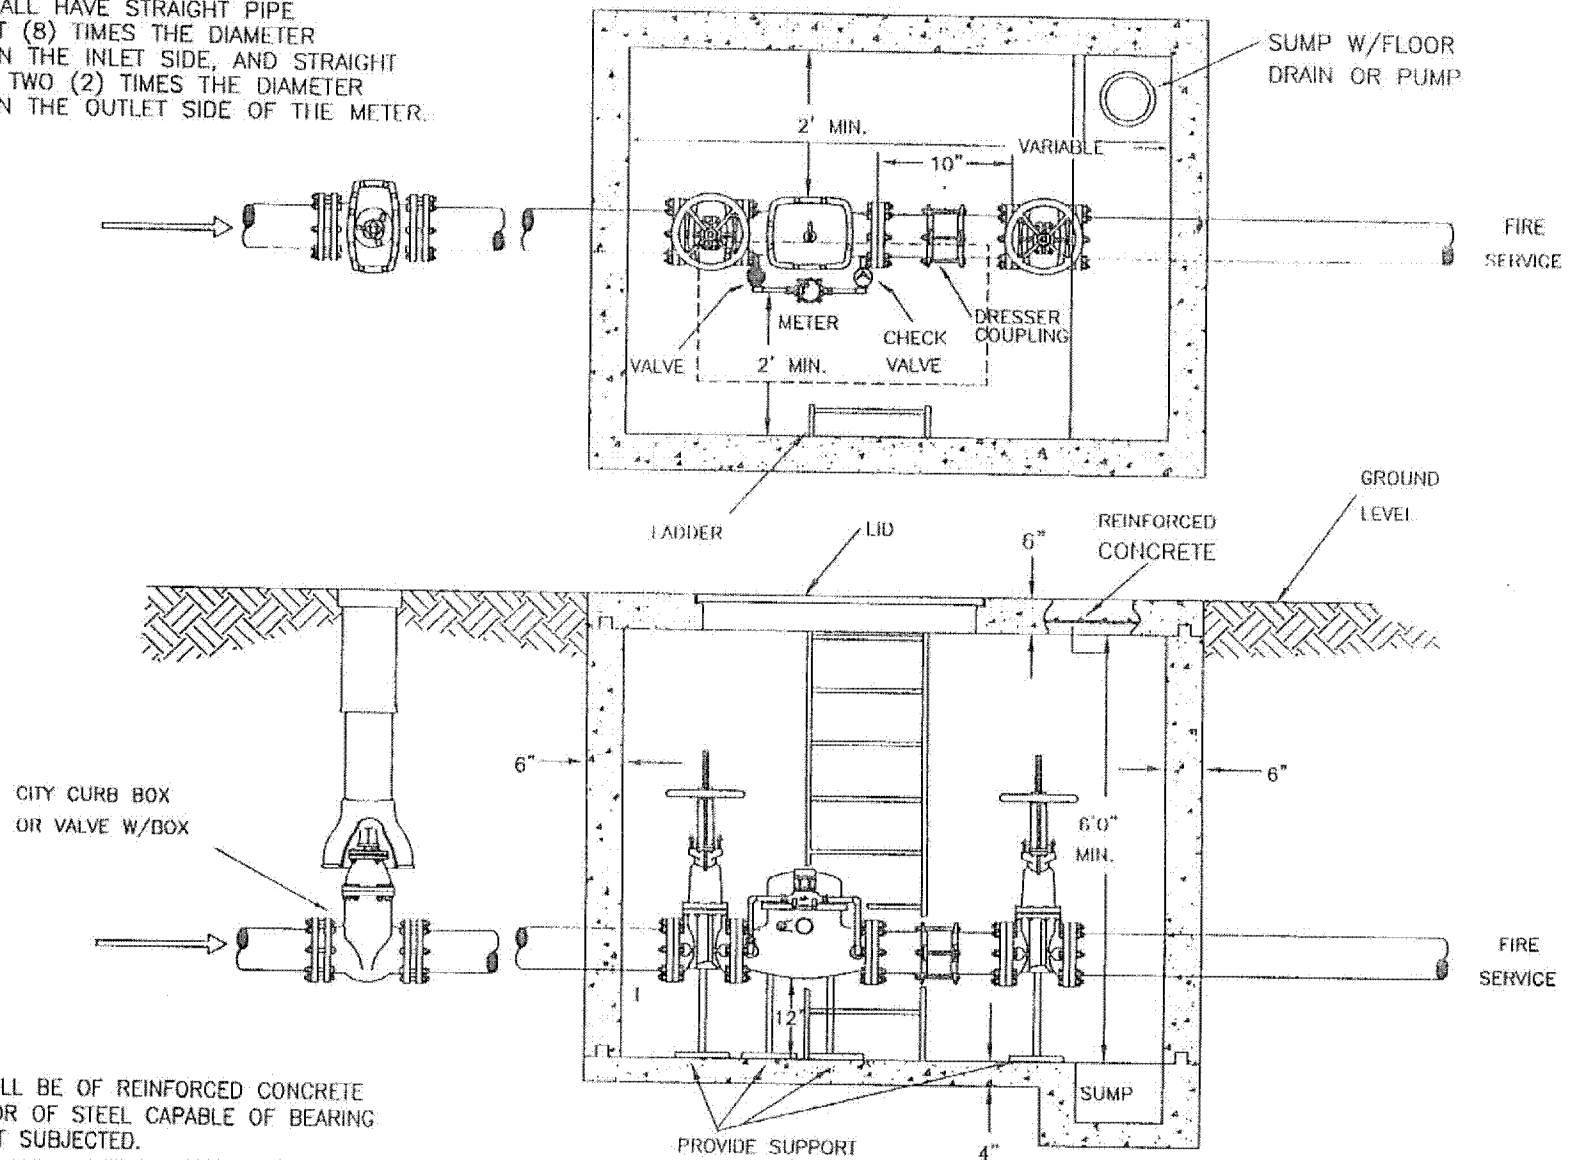 ALL HAVE STRAIGHT PIPE
(8) TIMES THE DIAMETER
THE INLET SIDE, AND STRAIGHT
TWO (2) TIMES THE DIAMETER
THE OUTLET SIDE OF THE METER.
SUMP W/FLOOR
DRAIN OR PUMP
2' MIN.
VARIABLE
10"
FIRE
SERVICE
METER
DRESSER
COUPLING
CHECK
VALVE
VALVE
2' MIN.
LADDER
LID
6"
REINFORCED
CONCRETE
GROUND
LEVEL
6"
6"
CITY CURB BOX
OR VALVE W/BOX
6'0"
MIN.
FIRE
SERVICE
12"
BE OF REINFORCED CONCRETE
OR OF STEEL CAPABLE OF BEARING
SUBJECTED.
SUMP
PROVIDE SUPPORT
4"